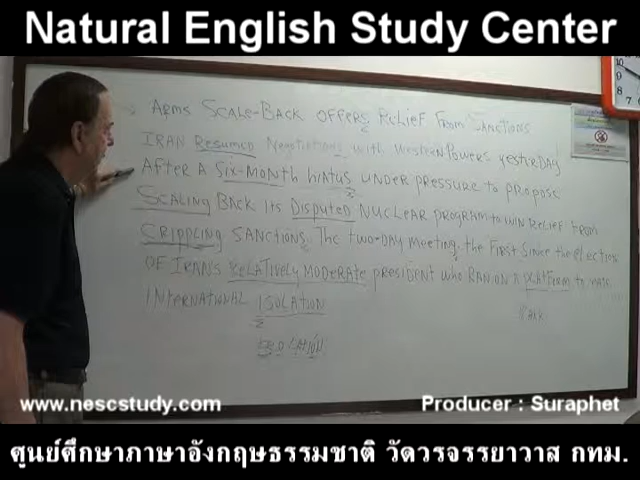 Natural English Study Center
ARMS SCALE-BACK OFFERS RELIEF FROM SANCTIONS
IRAN RESUMED NEGOTIATIONS WITH WESTERN POWERS YESTERDAY
AFTER A SIX-MONTH HIATUS UNDER PRESSURE TO PROPOSE
SCALING BACK ITS DISPUTED NUCLEAR PROGRAM TO WIN RELIEF FROM
CRIPPLING SANCTIONS. THE TWO-DAY MEETING, THE FIRST SINCE THE ELECTION
OF IRAN'S RELATIVELY MODERATE PRESIDENT WHO RAN ON A PLATFORM TO
INTERNATIONAL ISOLATION
www.nescstudy.com
Producer : Suraphet
ศูนย์ศึกษาภาษาอังกฤษธรรมชาติ วัดวรจรรยาวาส กทม.